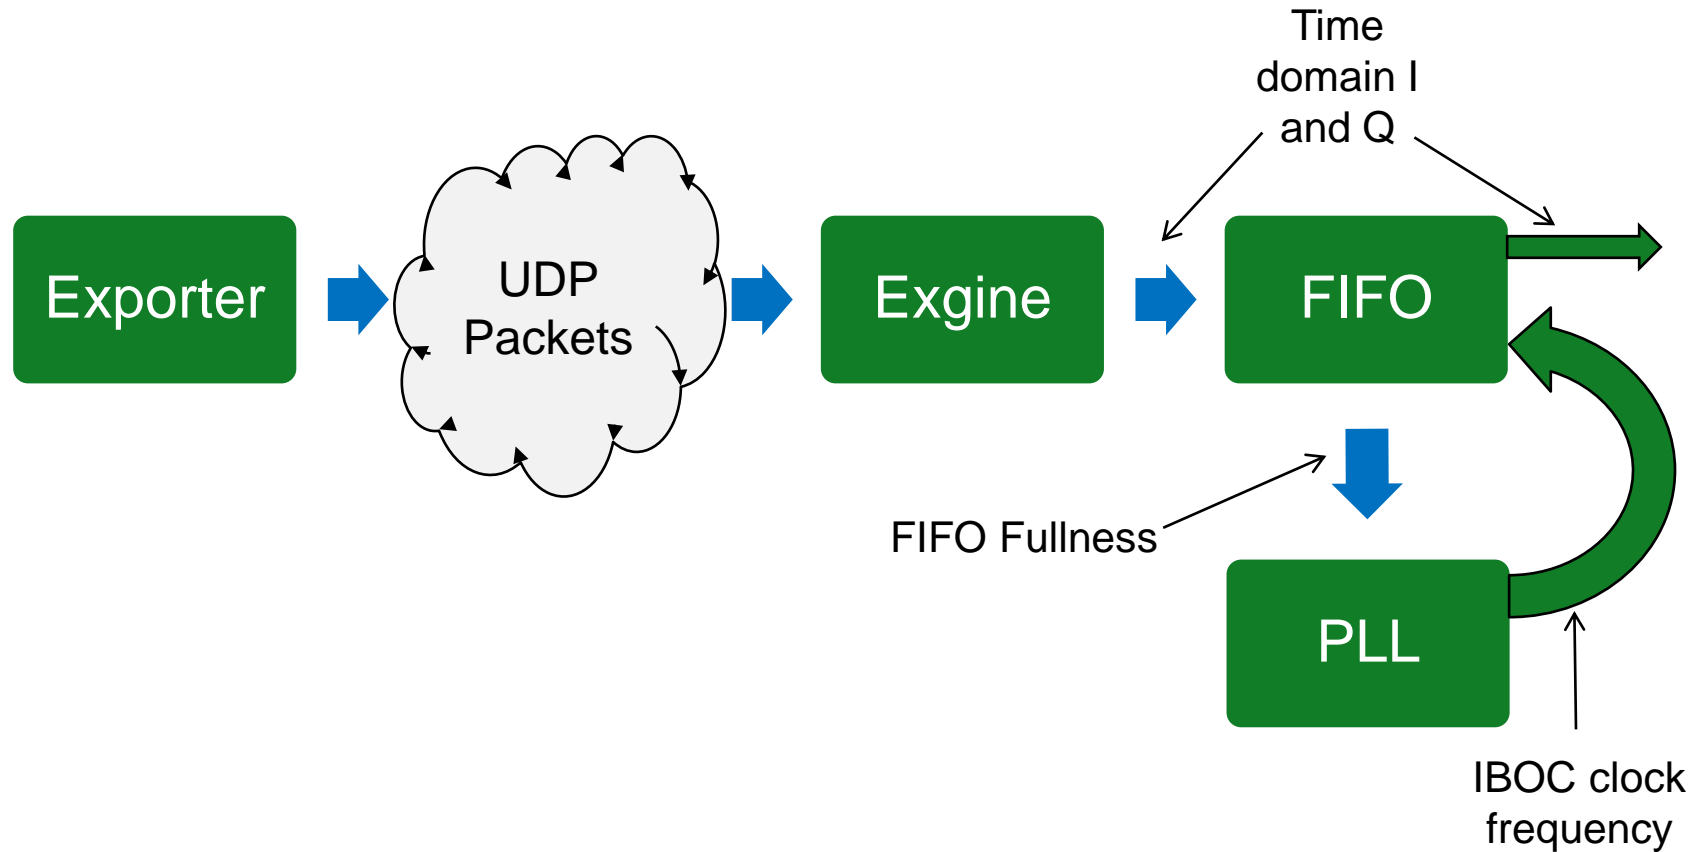 Time
domain I
and Q
Exporter
UDP
Packets
Exgine
FIFO
FIFO Fullness
PLL
IBOC clock
frequency